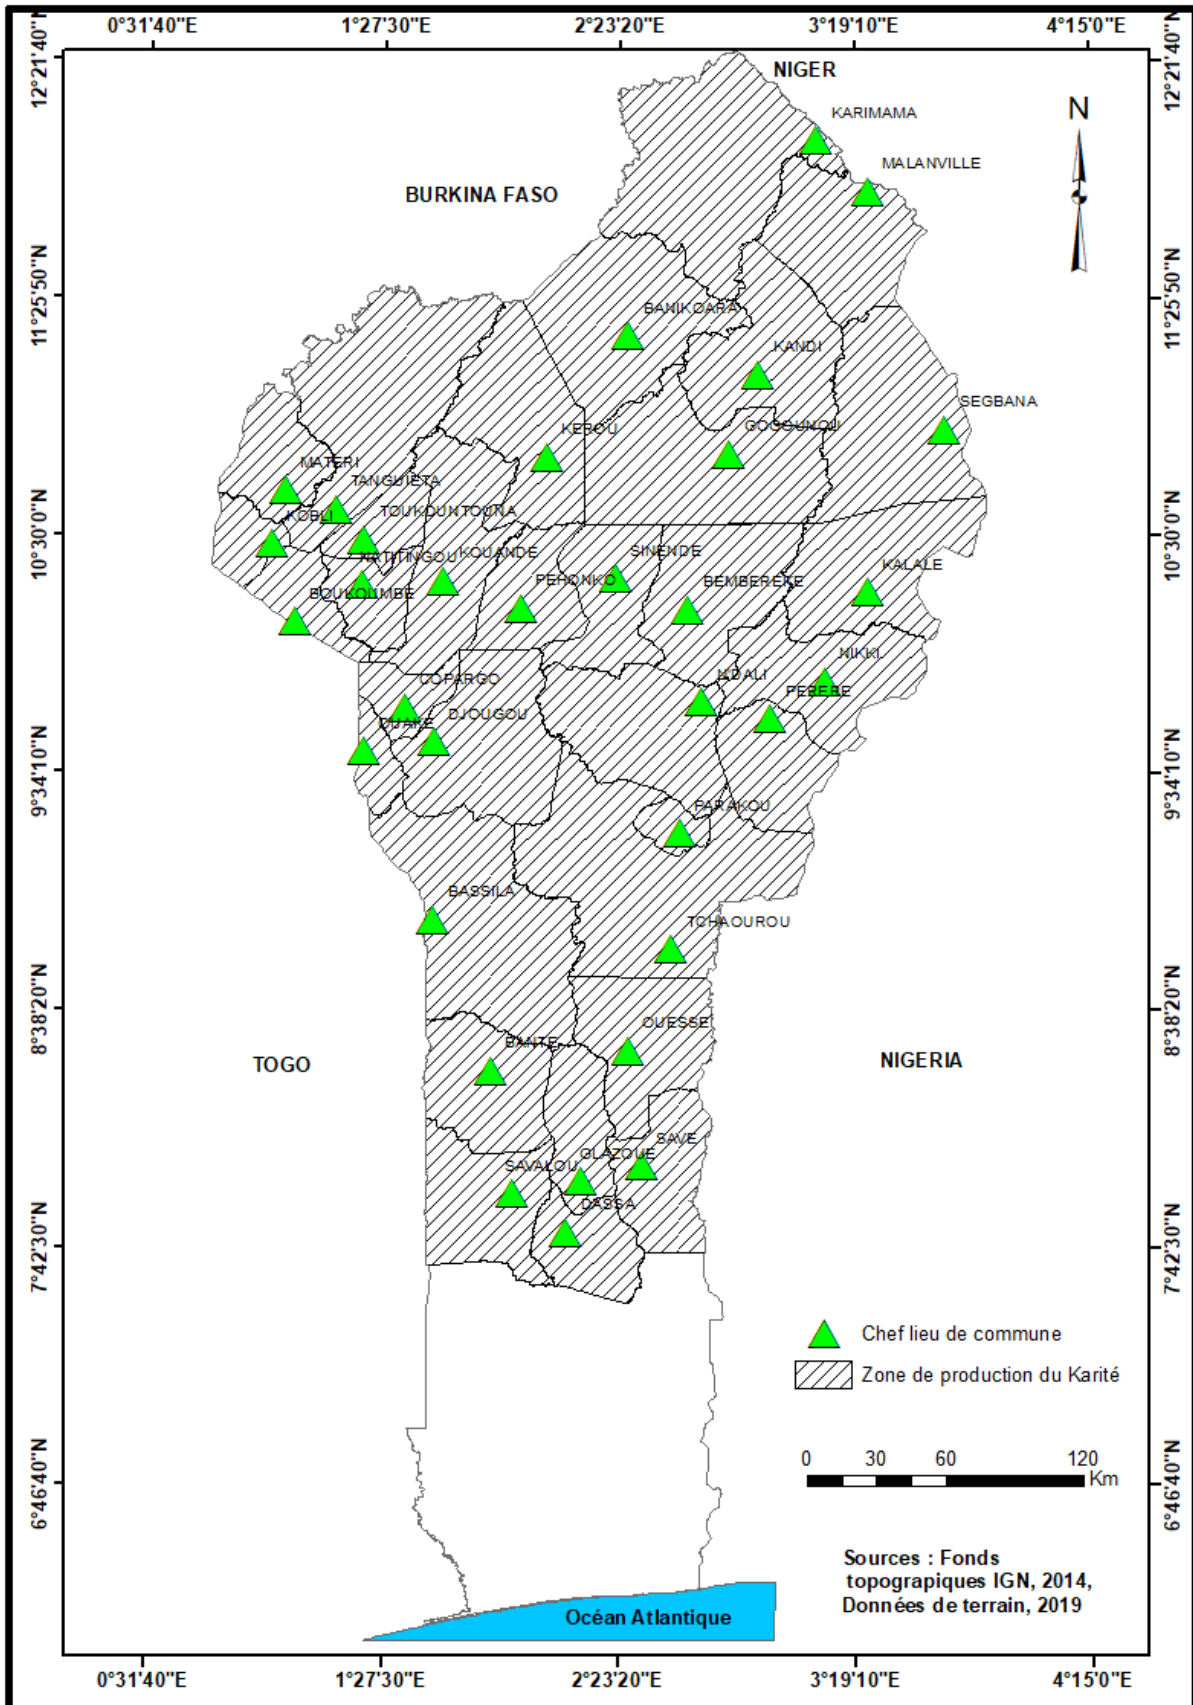 0°31'40"E 1°27'30"E 2°23'20"E 3°19'10"E 4°15'0"E
12°21'40"N
12°21'40"N
NIGER
KARIMAMA
N
MALANVILLE
BURKINA FASO
11°25'50"N
11°25'50"N
BANIKOARA
KANDI
SEGBANA
GOGOUNOU
KEROU
MATERI
TANGUIETA
TOUKOUNTOUNA
KOBLI
10°30'0"N
10°30'0"N
NATITINGOU
KOUANDE
SINENDE
PEHONKO
BEMBEREKE
KALALE
BOUKOUMBE
NIKKI
N'DALI
PERERE
COPARGO
DJOUGOU
OUAKE
9°34'10"N
9°34'10"N
PARAKOU
BASSILA
TCHAOUROU
8°38'20"N
8°38'20"N
OUESSE
BANTE
TOGO
NIGERIA
SAVE
GLAZOUE
SAVALOU
DASSA
7°42'30"N
7°42'30"N
Chef lieu de commune
Zone de production du Karité
0 30 60 120
Km
6°46'40"N
6°46'40"N
Sources : Fonds
topograpiques IGN, 2014,
Données de terrain, 2019
Océan Atlantique
0°31'40"E 1°27'30"E 2°23'20"E 3°19'10"E 4°15'0"E